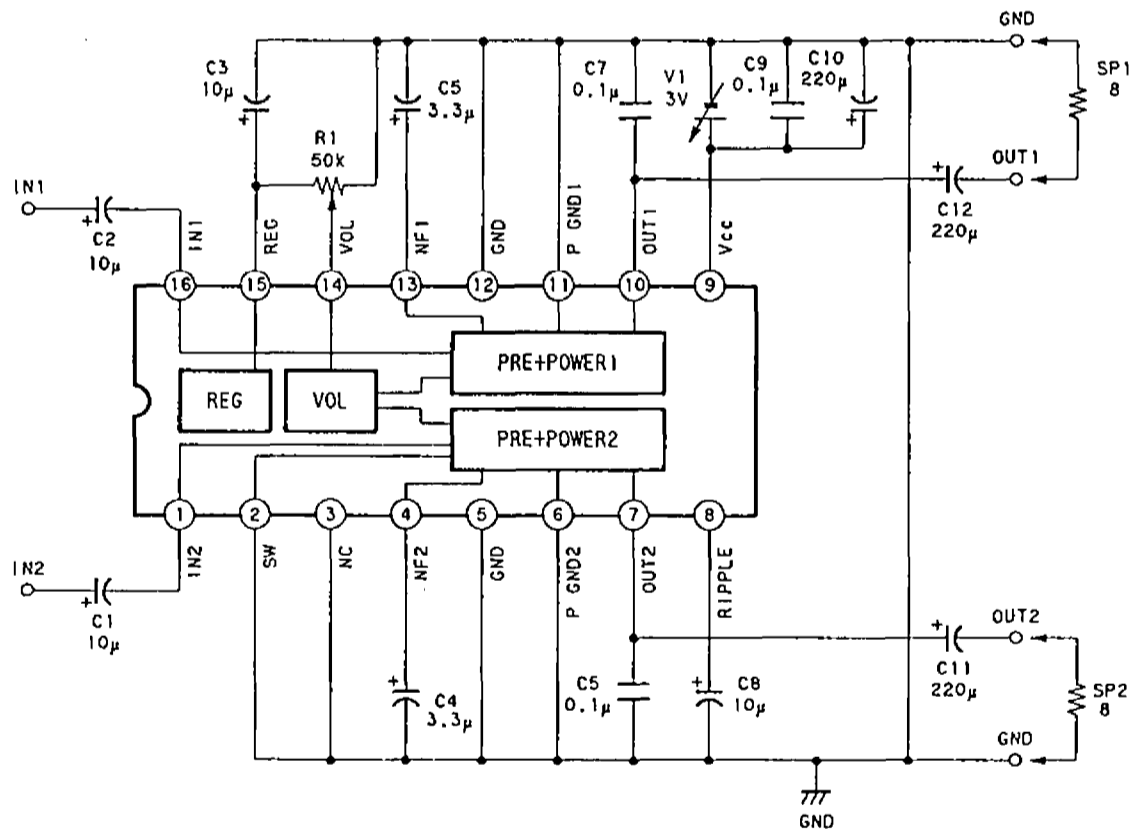 GND
C3
10μ
C5
3.3μ
C7
0.1μ
V1
3V
C9
0.1μ
C10
220μ
SP1
8
R1
50k
OUT1
C12
220μ
IN1
C2
10μ
IN1
REG
VOL
NF1
GND
P GND1
OUT1
Vcc
16
15
14
13
12
11
10
9
PRE+POWER1
REG
VOL
PRE+POWER2
1
2
3
4
5
6
7
8
IN2
SW
NC
NF2
GND
P GND2
OUT2
RIPPLE
IN2
C1
10μ
OUT2
C11
220μ
C4
3.3μ
C5
0.1μ
C8
10μ
SP2
8
GND
GND